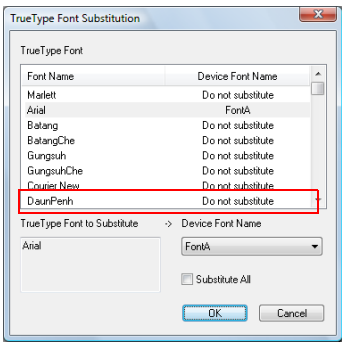 TrueType Font Substitution
TrueType Font
Font Name Device Font Name
Marlett Do not substitute
Arial FontA
Batang Do not substitute
BatangChe Do not substitute
Gungsuh Do not substitute
GungsuhChe Do not substitute
Courier New Do not substitute
DaunPenh Do not substitute
TrueType Font to Substitute -> Device Font Name
Arial FontA
Substitute All
OK Cancel